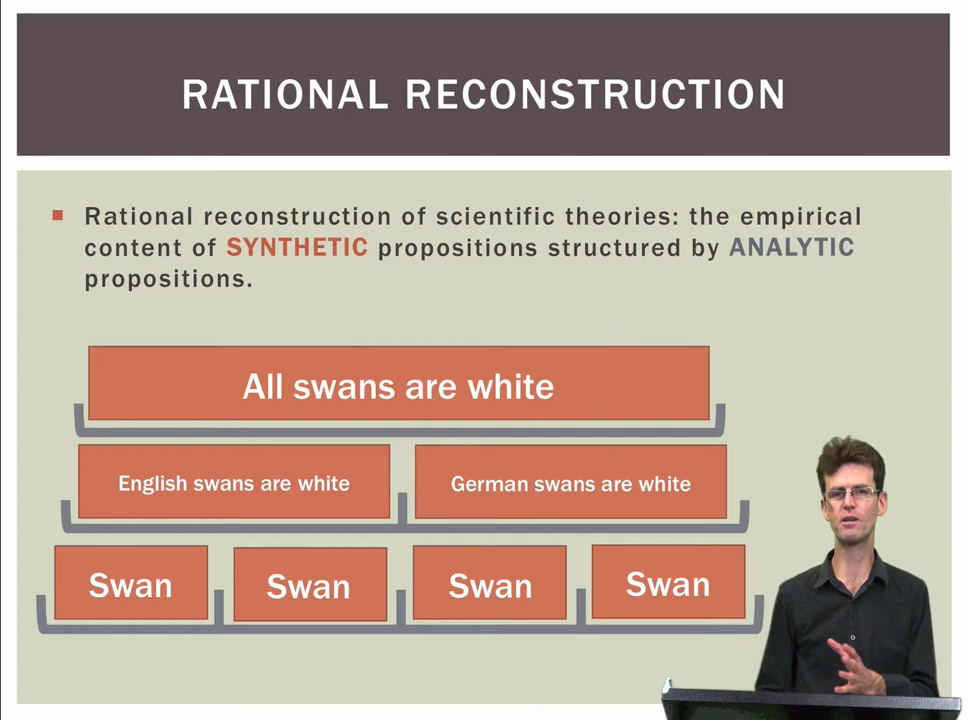 RATIONAL RECONSTRUCTION
Rational reconstruction of scientific theories: the empirical
content of SYNTHETIC propositions structured by ANALYTIC
propositions.
All swans are white
English swans are white German swans are white
Swan Swan Swan Swan